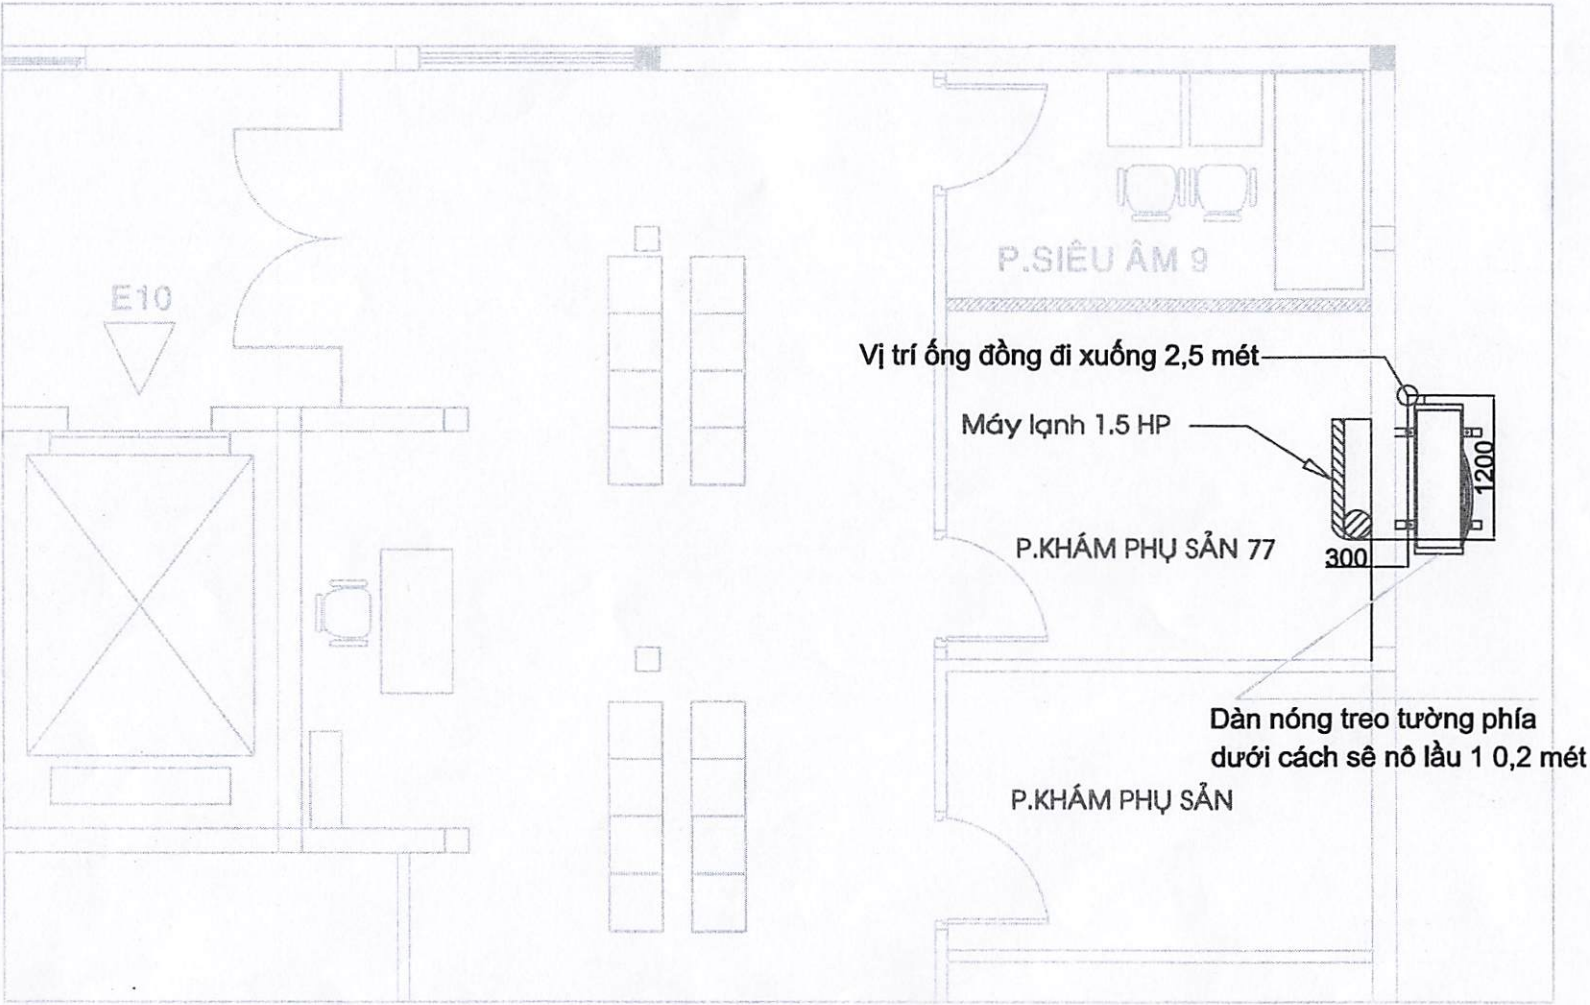 P.SIÊU ÂM 9
E10
Vị trí ống đồng đi xuống 2,5 mét
Máy lạnh 1.5 HP
1200
P.KHÁM PHỤ SẢN 77
300
Dàn nóng treo tường phía
dưới cách sê nô lầu 1 0,2 mét
P.KHÁM PHỤ SẢN